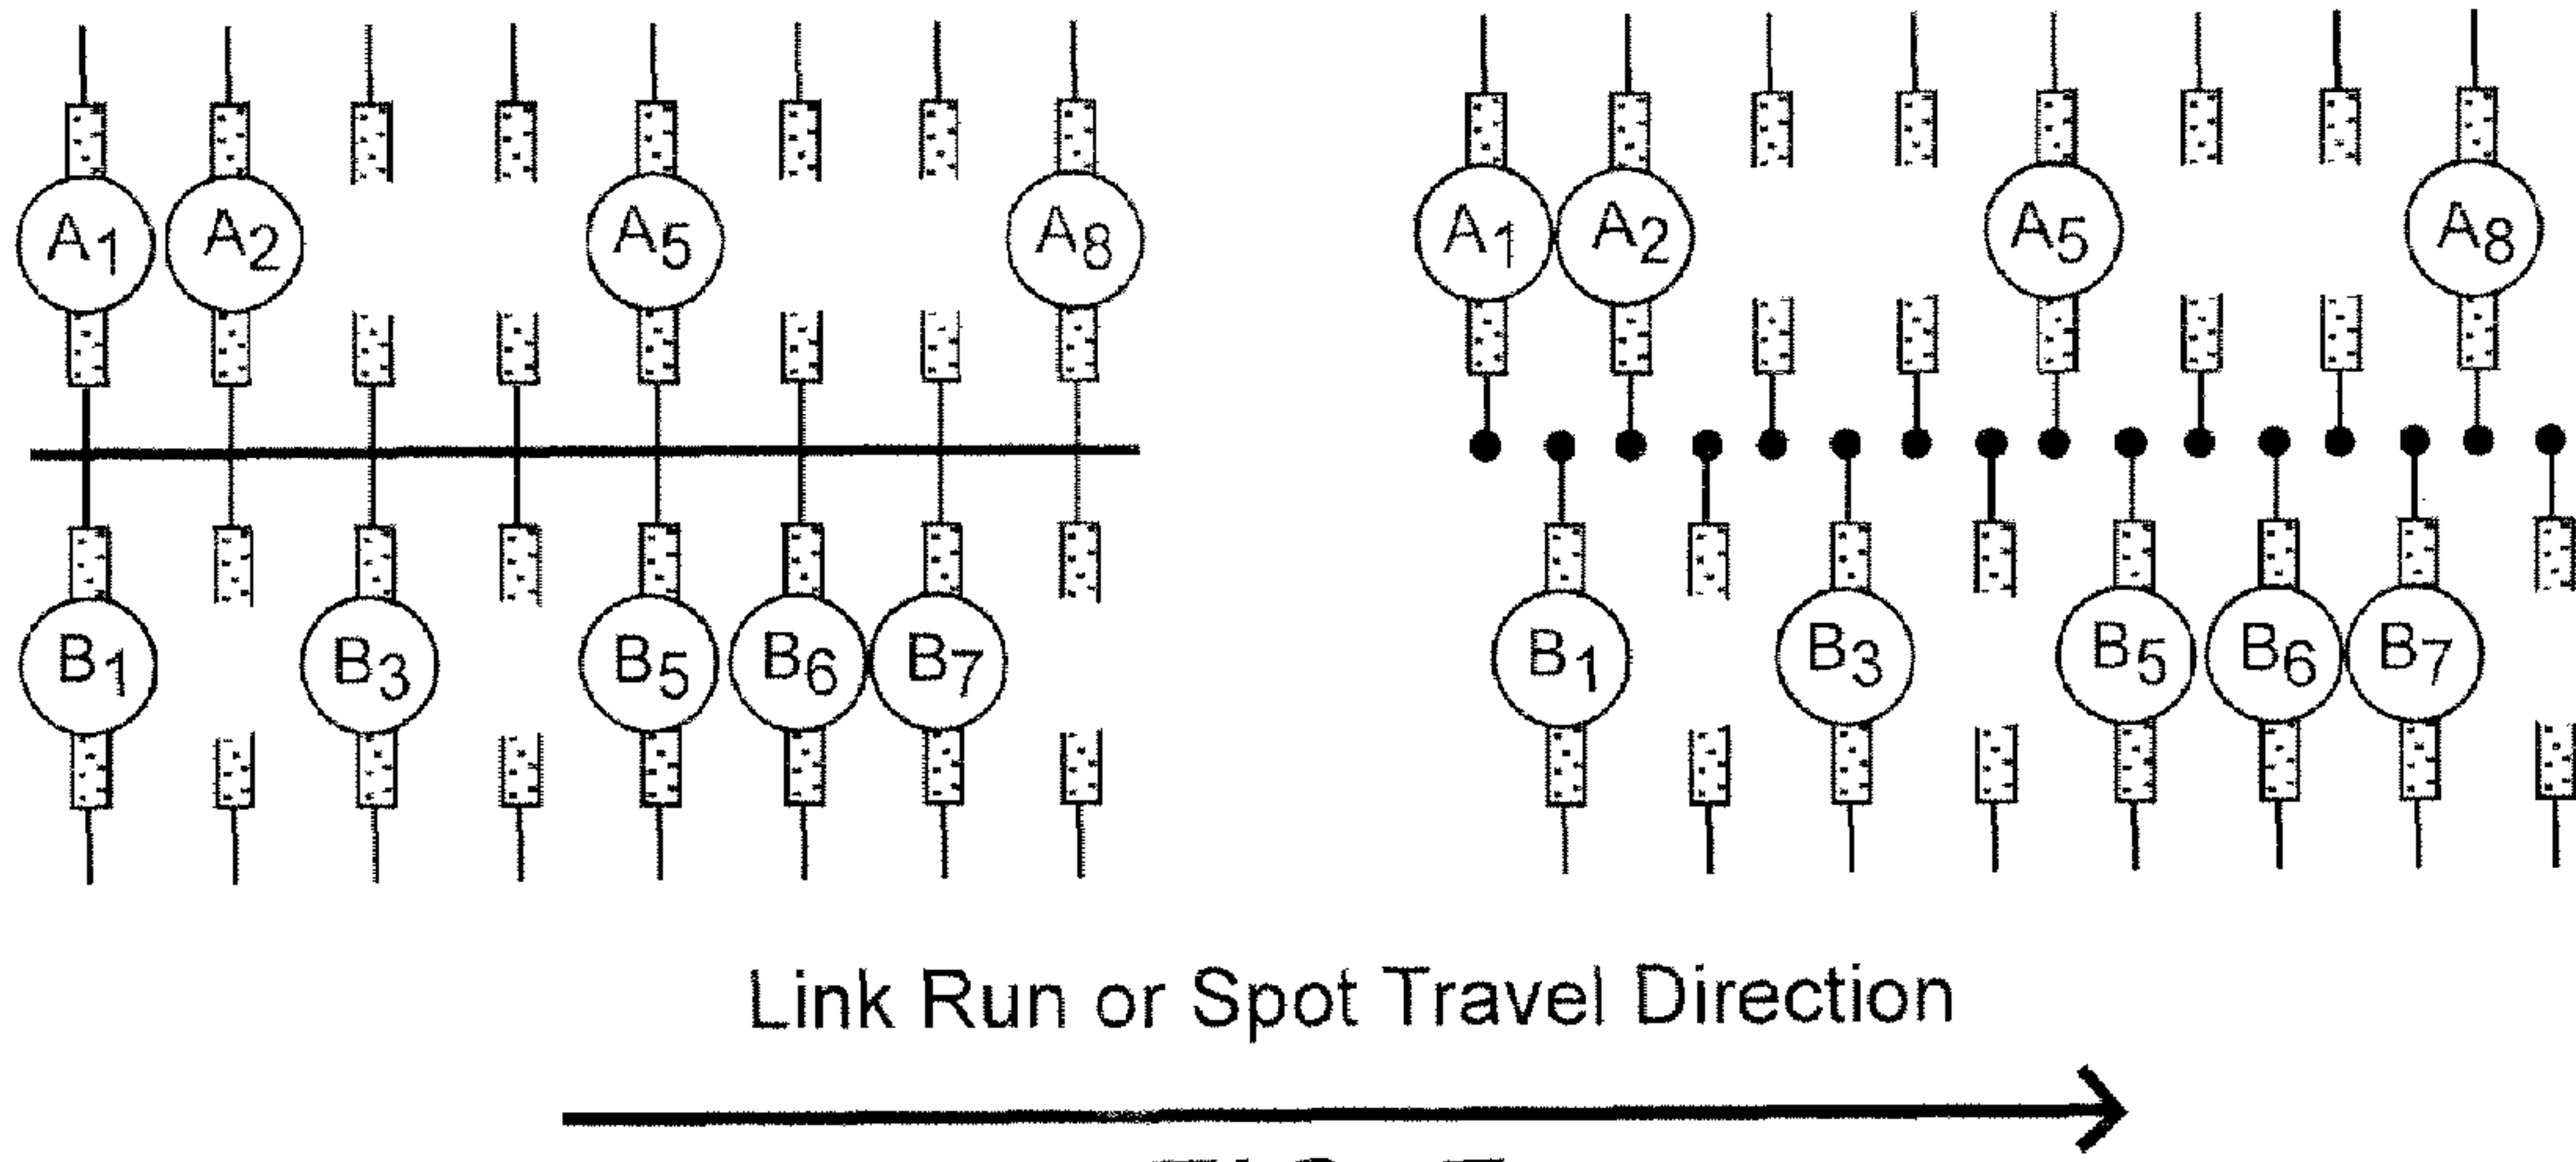 A1 A2 A5 A8 A1 A2 A5 A8
B1 B3 B5 B6 B7 B1 B3 B5 B6 B7
Link Run or Spot Travel Direction